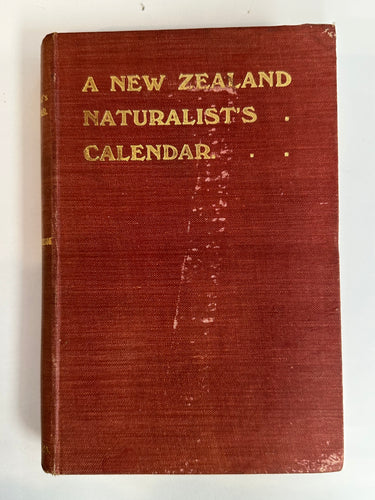 A NEW ZEALAND
NATURALIST'S .
CALENDAR. . .